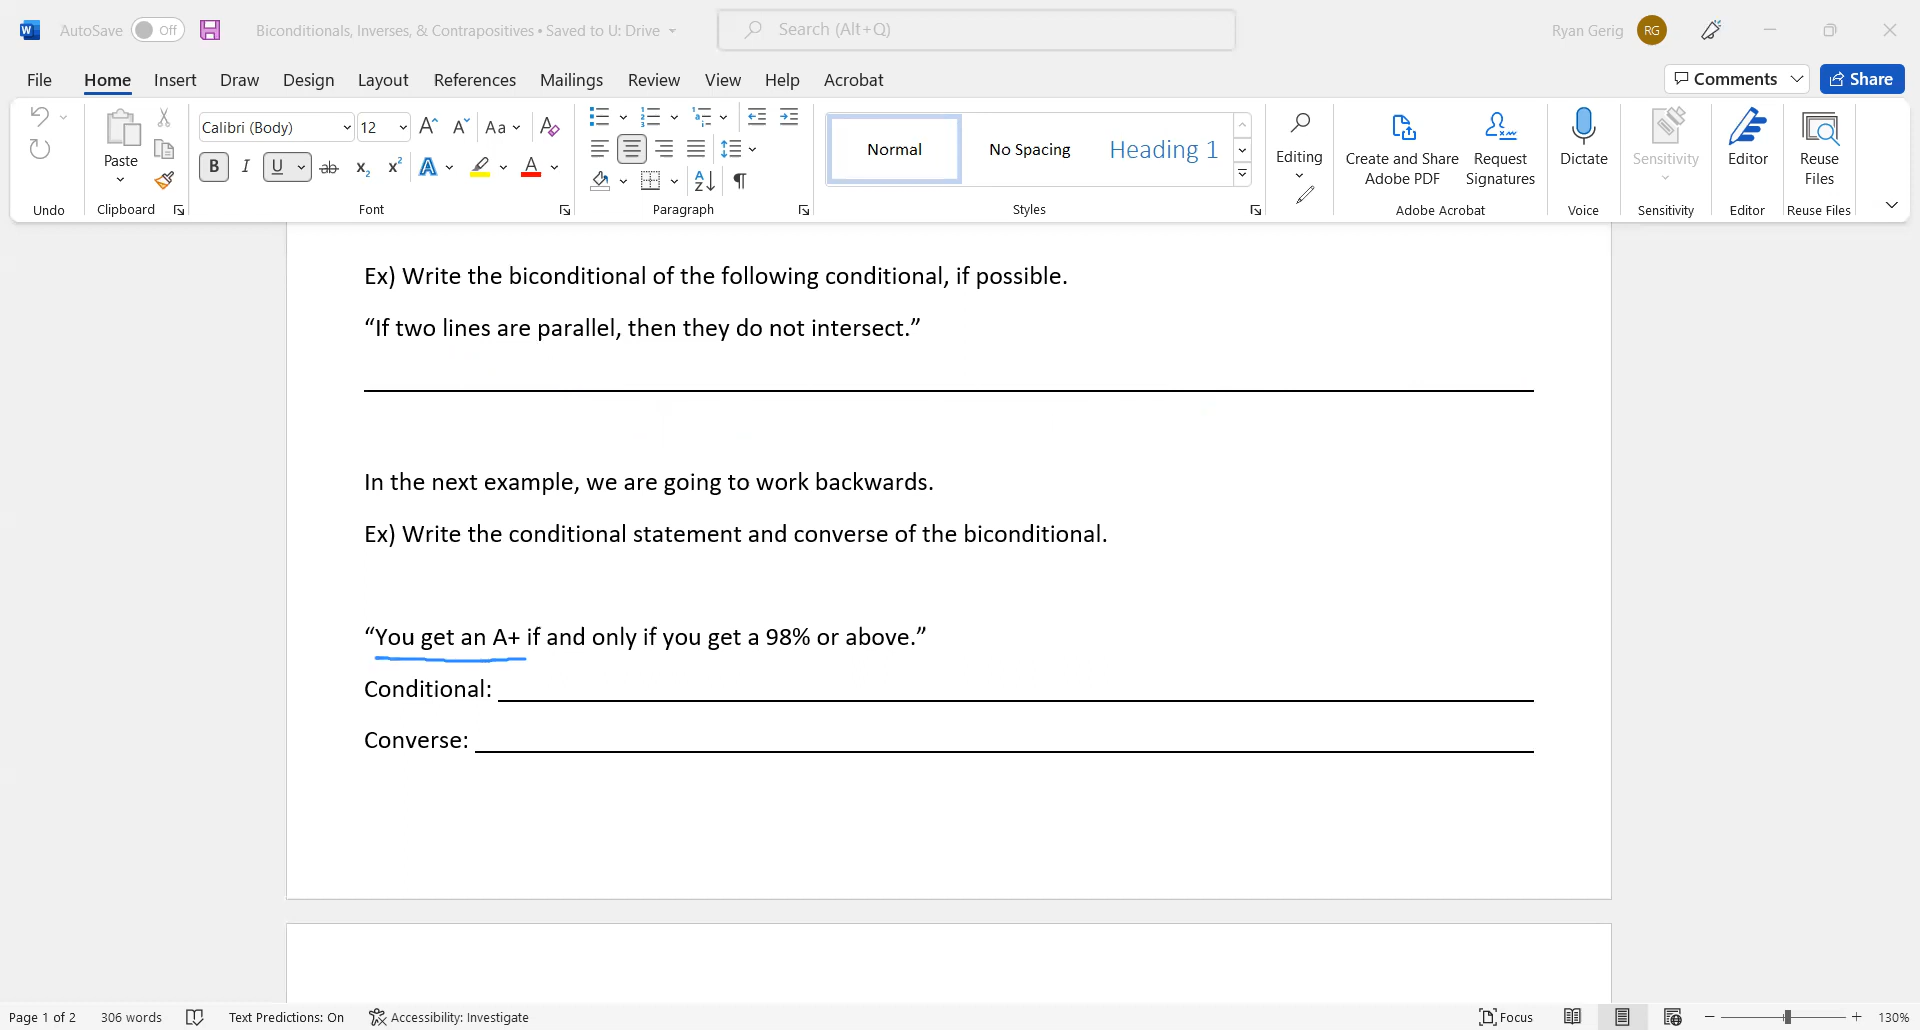 AutoSave Off Biconditionals, Inverses, & Contrapositives • Saved to U: Drive Search (Alt+Q) Ryan Gerig RG
File Home Insert Draw Design Layout References Mailings Review View Help Acrobat Comments Share
Calibri (Body) 12 Normal No Spacing Heading 1
Paste Editing Create and Share Adobe PDF Request Signatures Dictate Sensitivity Editor Reuse Files
Undo Clipboard Font Paragraph Styles Adobe Acrobat Voice Sensitivity Editor Reuse Files
Ex) Write the biconditional of the following conditional, if possible.
“If two lines are parallel, then they do not intersect.”
In the next example, we are going to work backwards.
Ex) Write the conditional statement and converse of the biconditional.
“You get an A+ if and only if you get a 98% or above.”
Conditional:
Converse:
Page 1 of 2 306 words Text Predictions: On Accessibility: Investigate Focus 130%